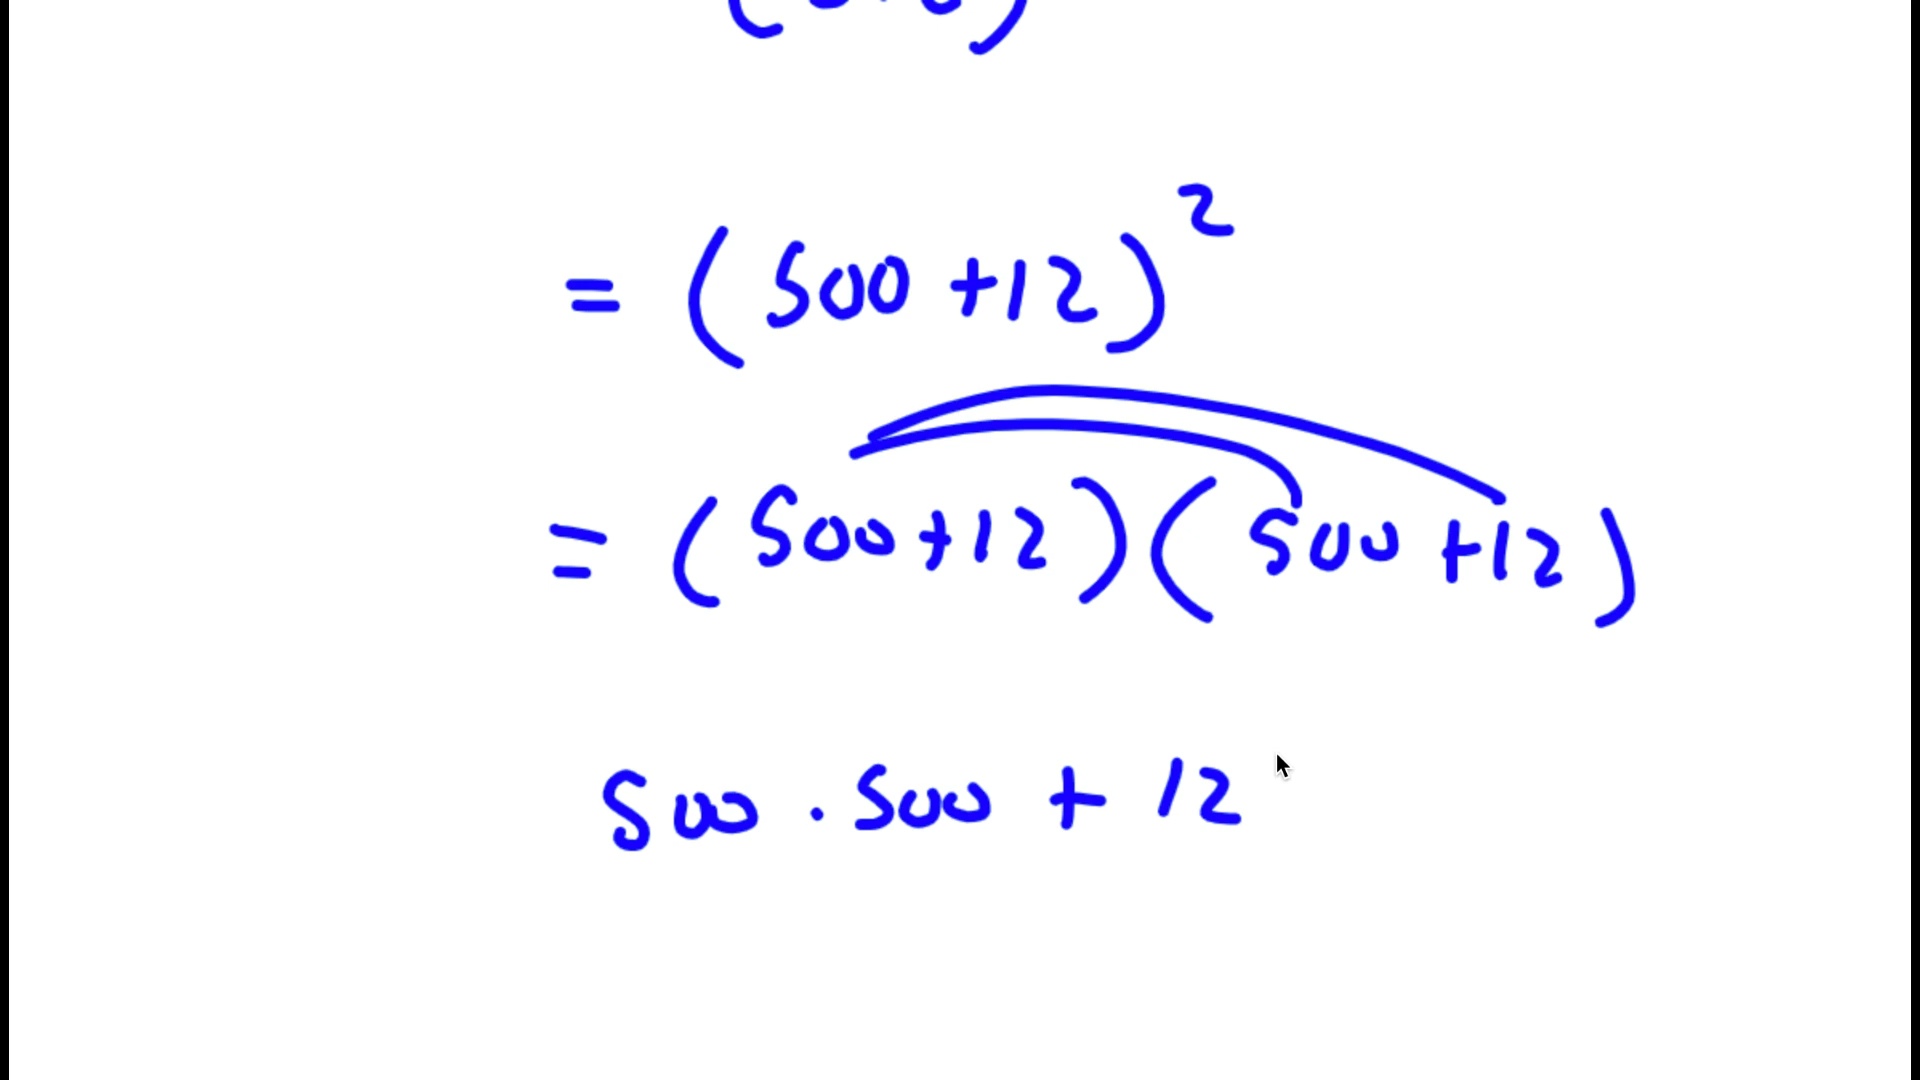 = (500 +12)²
= (500+12)(500 +12)
500 . 500 + 12